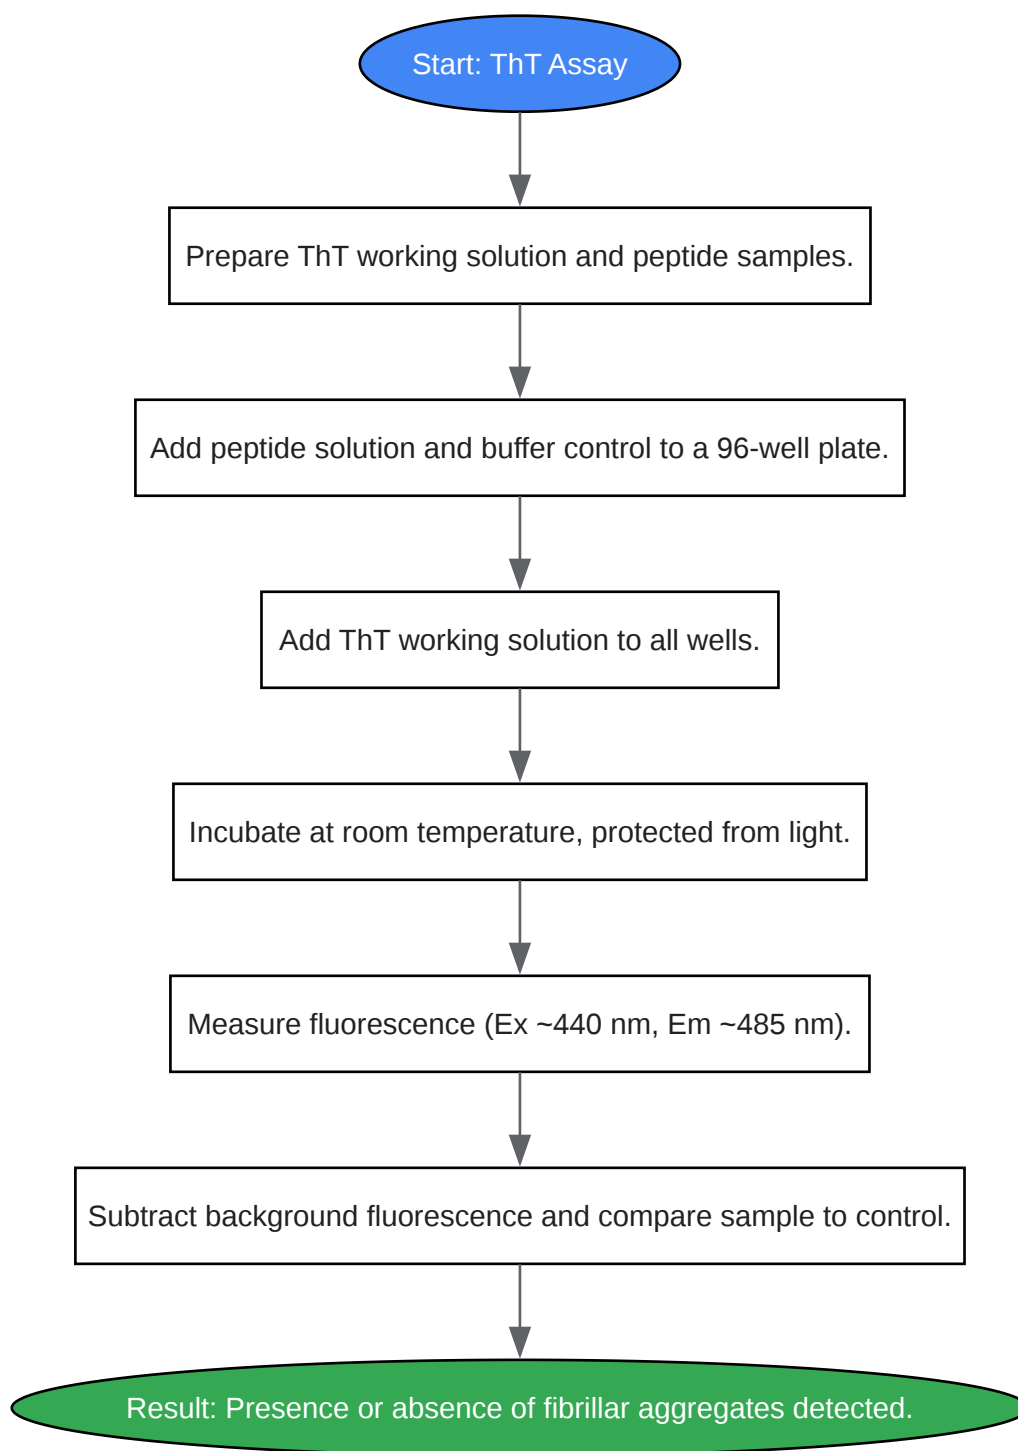 Start: ThT Assay
Prepare ThT working solution and peptide samples.
Add peptide solution and buffer control to a 96-well plate.
Add ThT working solution to all wells.
Incubate at room temperature, protected from light.
Measure fluorescence (Ex ~440 nm, Em ~485 nm).
Subtract background fluorescence and compare sample to control.
Result: Presence or absence of fibrillar aggregates detected.